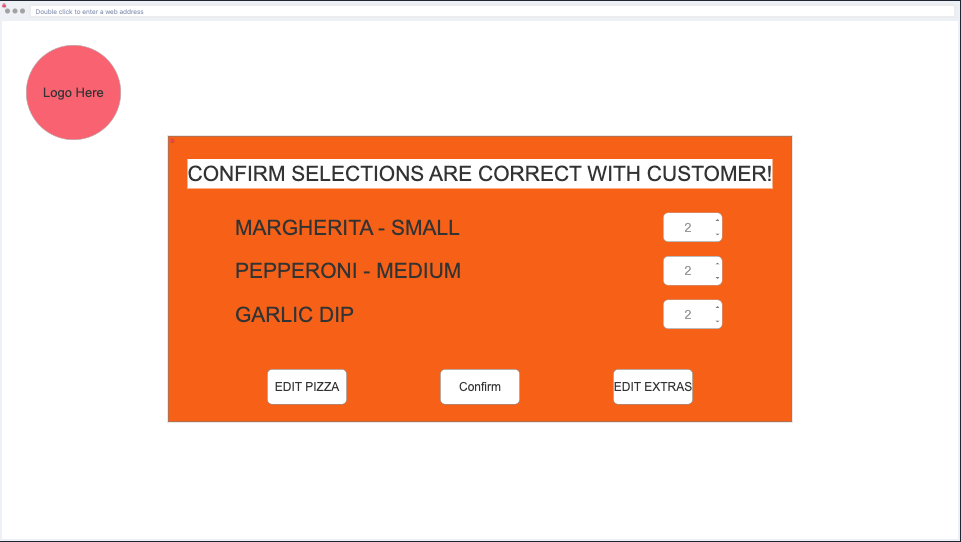 Double click to enter a web address
Logo Here
CONFIRM SELECTIONS ARE CORRECT WITH CUSTOMER!
MARGHERITA - SMALL 2
PEPPERONI - MEDIUM 2
GARLIC DIP 2
EDIT PIZZA Confirm EDIT EXTRAS